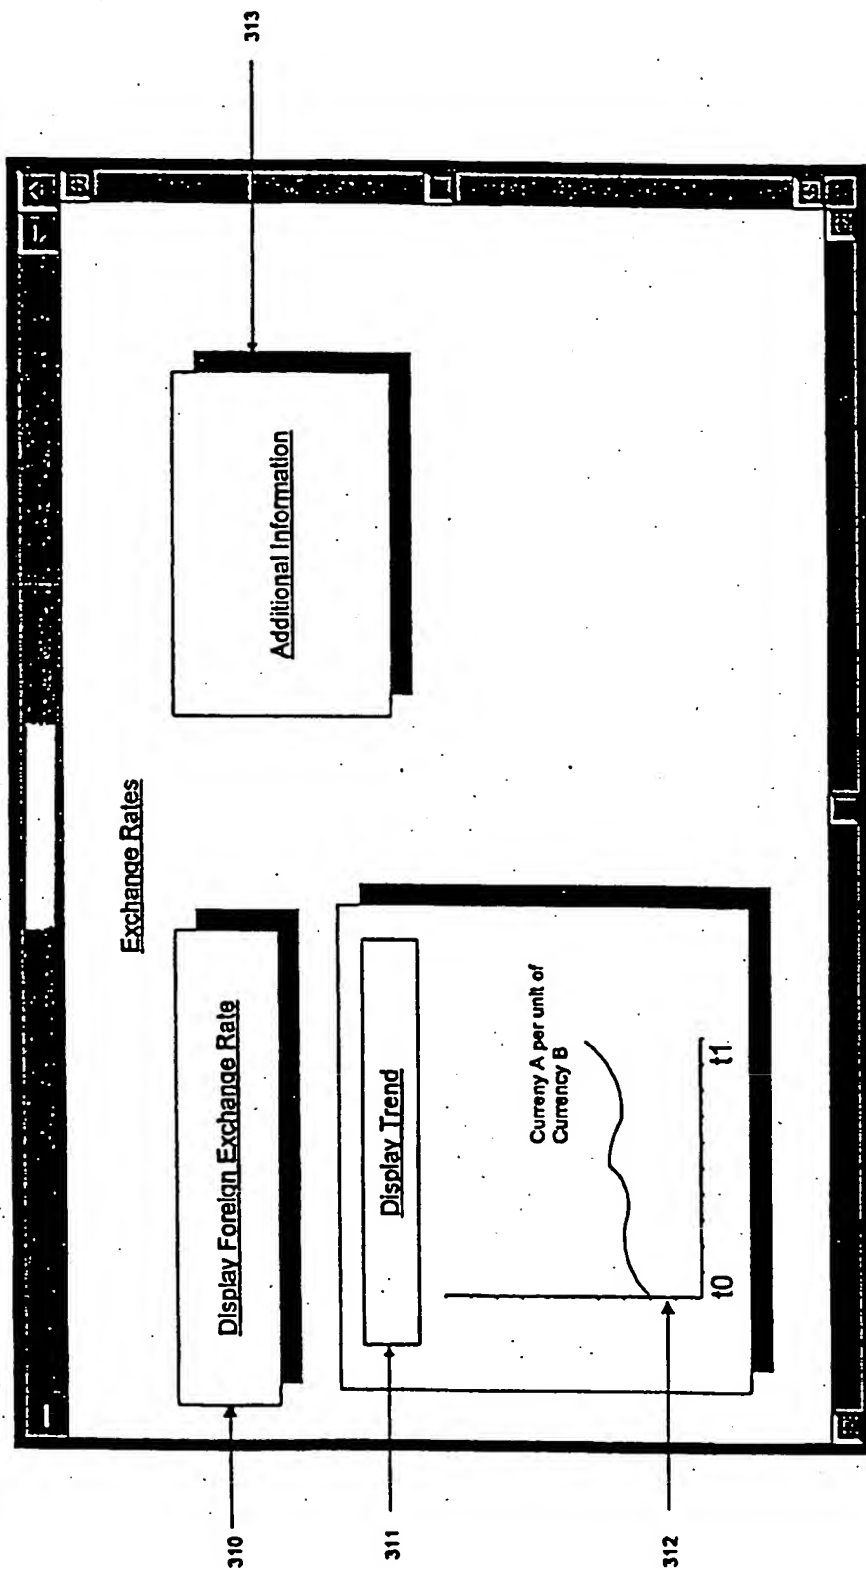 Exchange Rates
310
Display Foreign Exchange Rate
Additional Information
313
311
Display Trend
Curreny A per unit of
Currency B
312
t0
t1